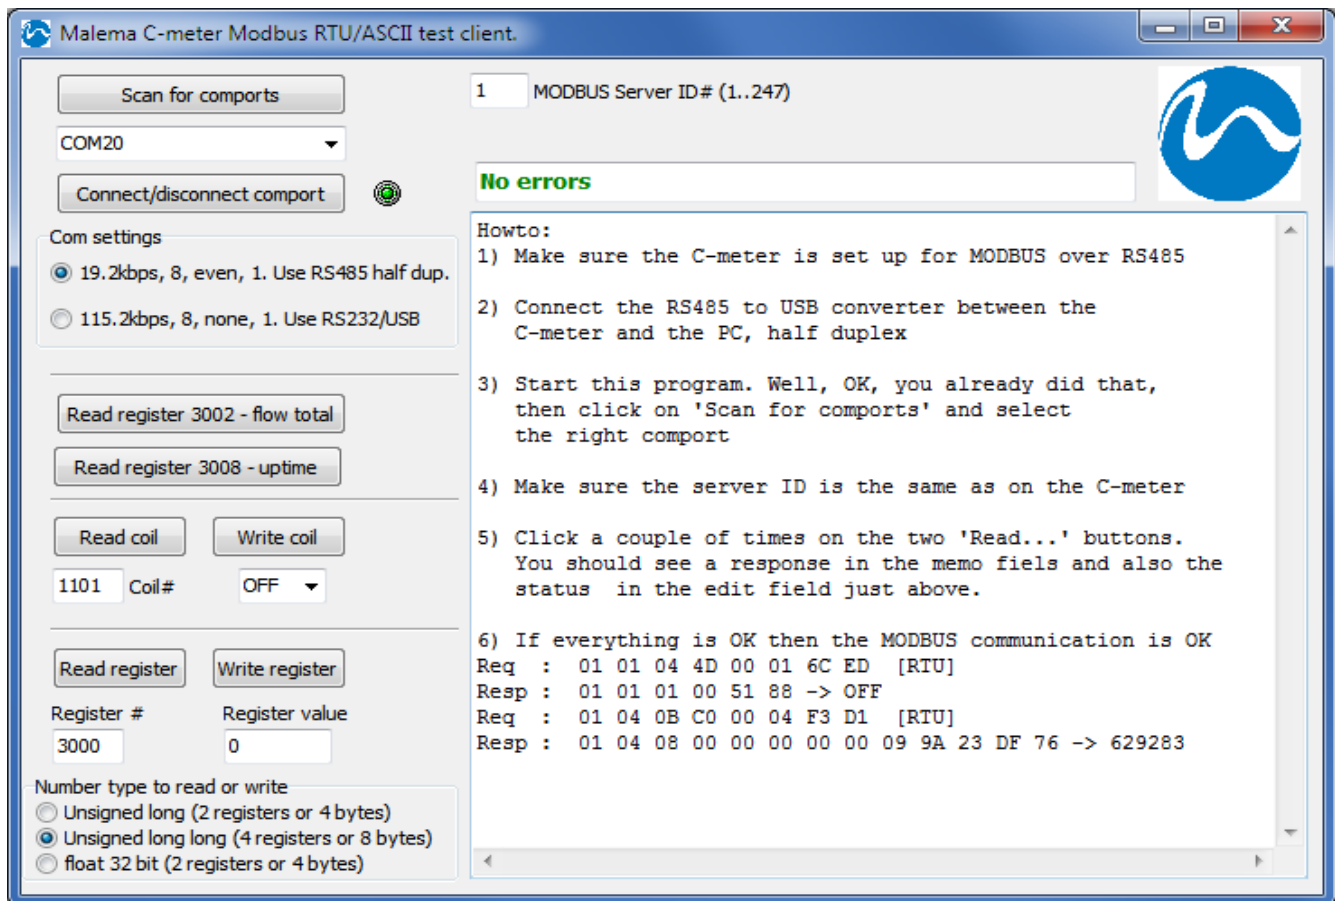 Malema C-meter Modbus RTU/ASCII test client.
Scan for comports
COM20
Connect/disconnect comport
Com settings
19.2kbps, 8, even, 1. Use RS485 half dup.
115.2kbps, 8, none, 1. Use RS232/USB
Read register 3002 - flow total
Read register 3008 - uptime
Read coil
Write coil
1101
Coil#
OFF
Read register
Write register
Register #
Register value
3000
0
Number type to read or write
Unsigned long (2 registers or 4 bytes)
Unsigned long long (4 registers or 8 bytes)
float 32 bit (2 registers or 4 bytes)
1
MODBUS Server ID# (1..247)
No errors
Howto:
1) Make sure the C-meter is set up for MODBUS over RS485
2) Connect the RS485 to USB converter between the
C-meter and the PC, half duplex
3) Start this program. Well, OK, you already did that,
then click on 'Scan for comports' and select
the right comport
4) Make sure the server ID is the same as on the C-meter
5) Click a couple of times on the two 'Read...' buttons.
You should see a response in the memo fiels and also the
status  in the edit field just above.
6) If everything is OK then the MODBUS communication is OK
Req  :  01 01 04 4D 00 01 6C ED  [RTU]
Resp :  01 01 01 00 51 88 -> OFF
Req  :  01 04 0B C0 00 04 F3 D1  [RTU]
Resp :  01 04 08 00 00 00 00 00 09 9A 23 DF 76 -> 629283